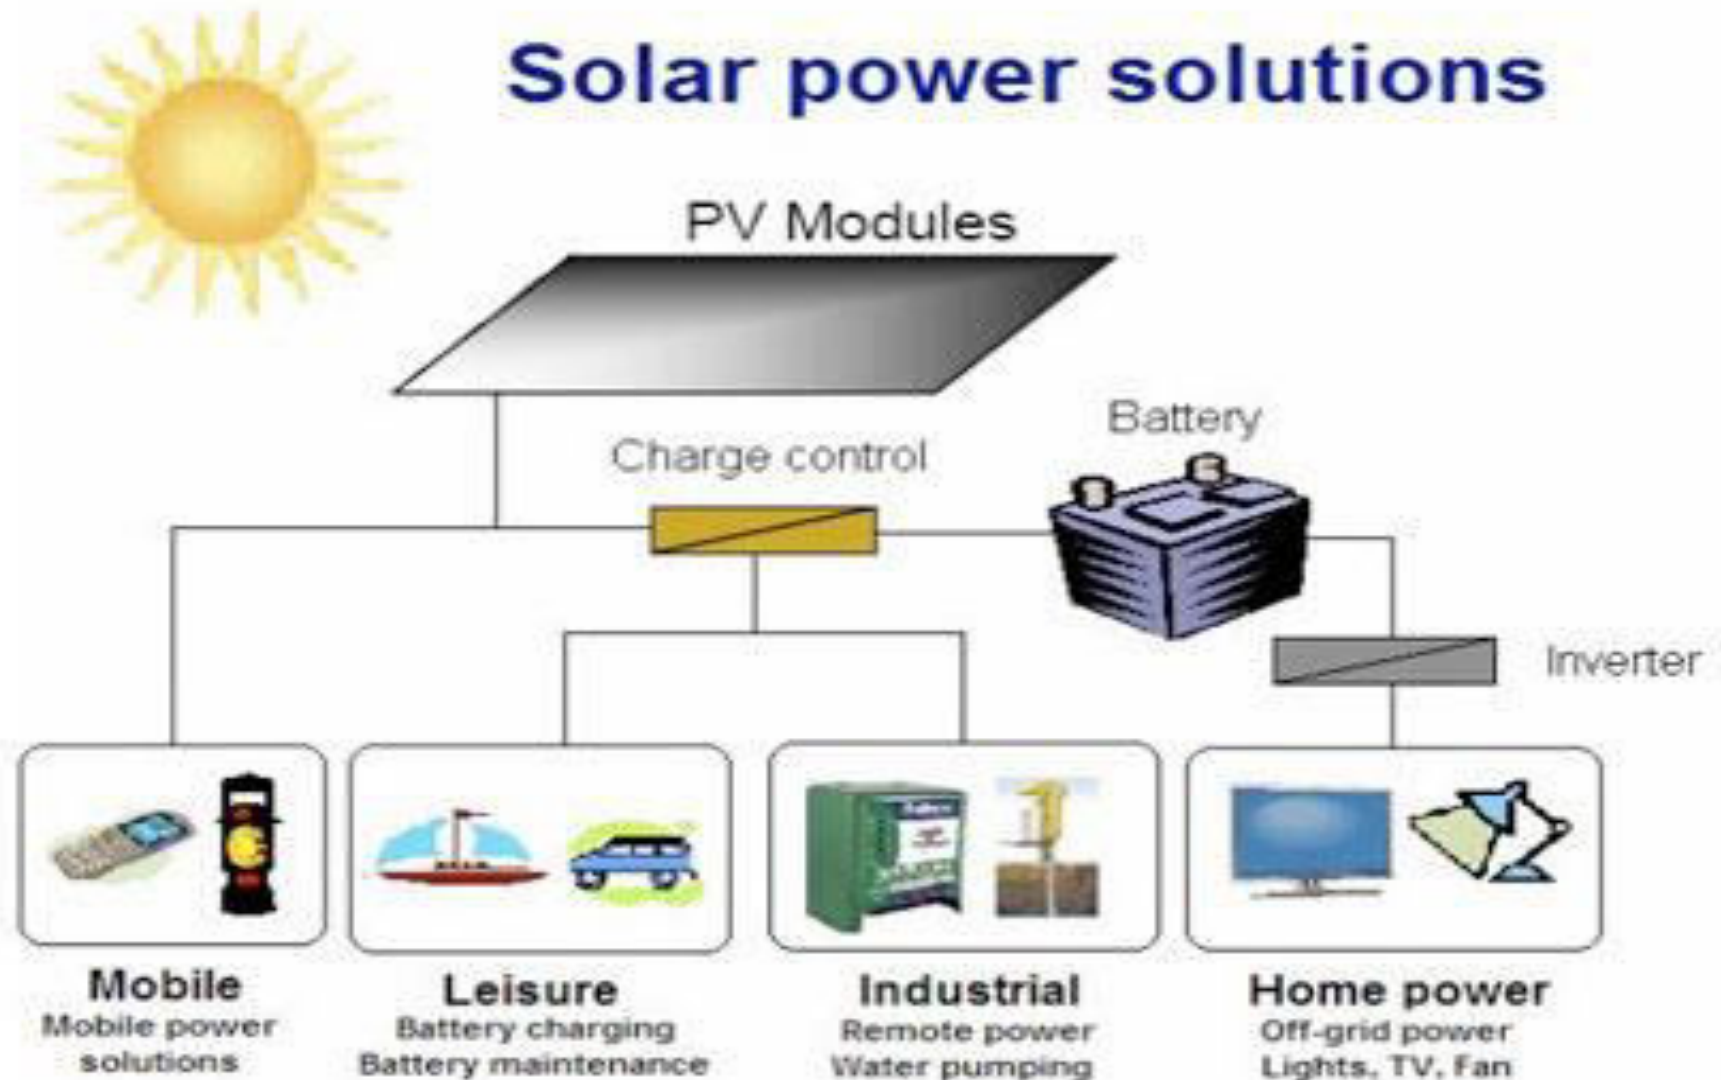 Solar power solutions
PV Modules
Battery
Charge control
Inverter
Mobile
Mobile power
solutions
Leisure
Battery charging
Battery maintenance
Industrial
Remote power
Water pumping
Home power
Off-grid power
Lights, TV, Fan